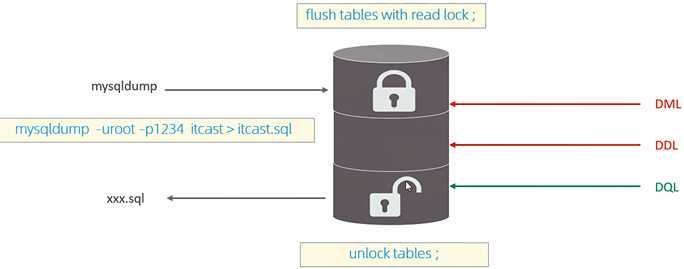 flush tables with read lock ;
mysqldump
DML
mysqldump -uroot -p1234 itcast > itcast.sql
DDL
DQL
xxx.sql
unlock tables ;